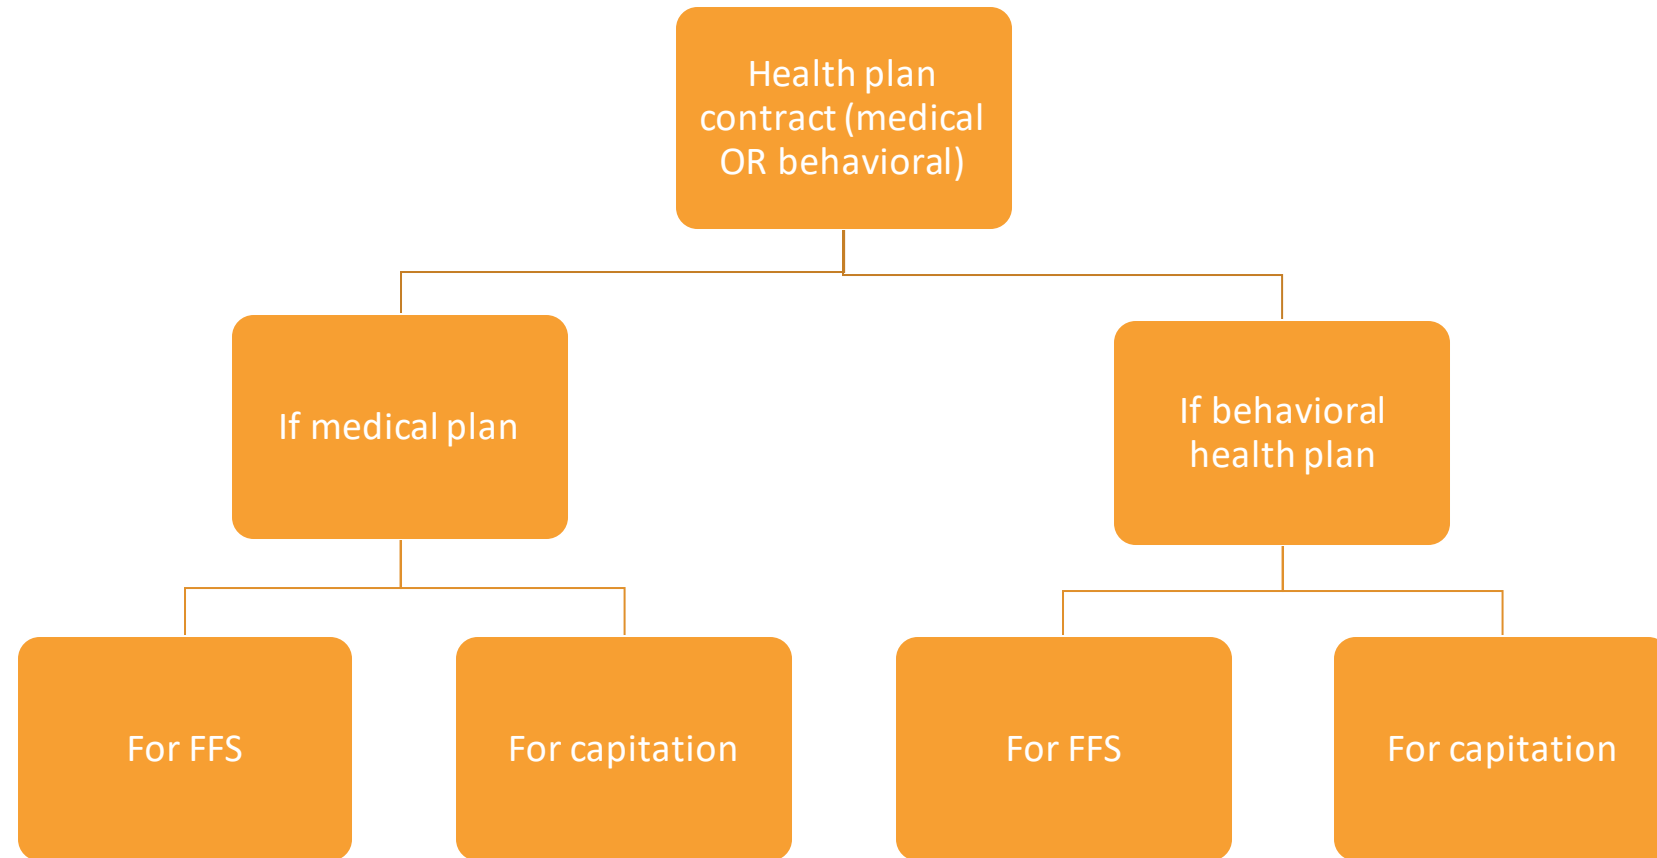 Health plan
contract (medical
OR behavioral)
If medical plan
If behavioral
health plan
For FFS
For capitation
For FFS
For capitation